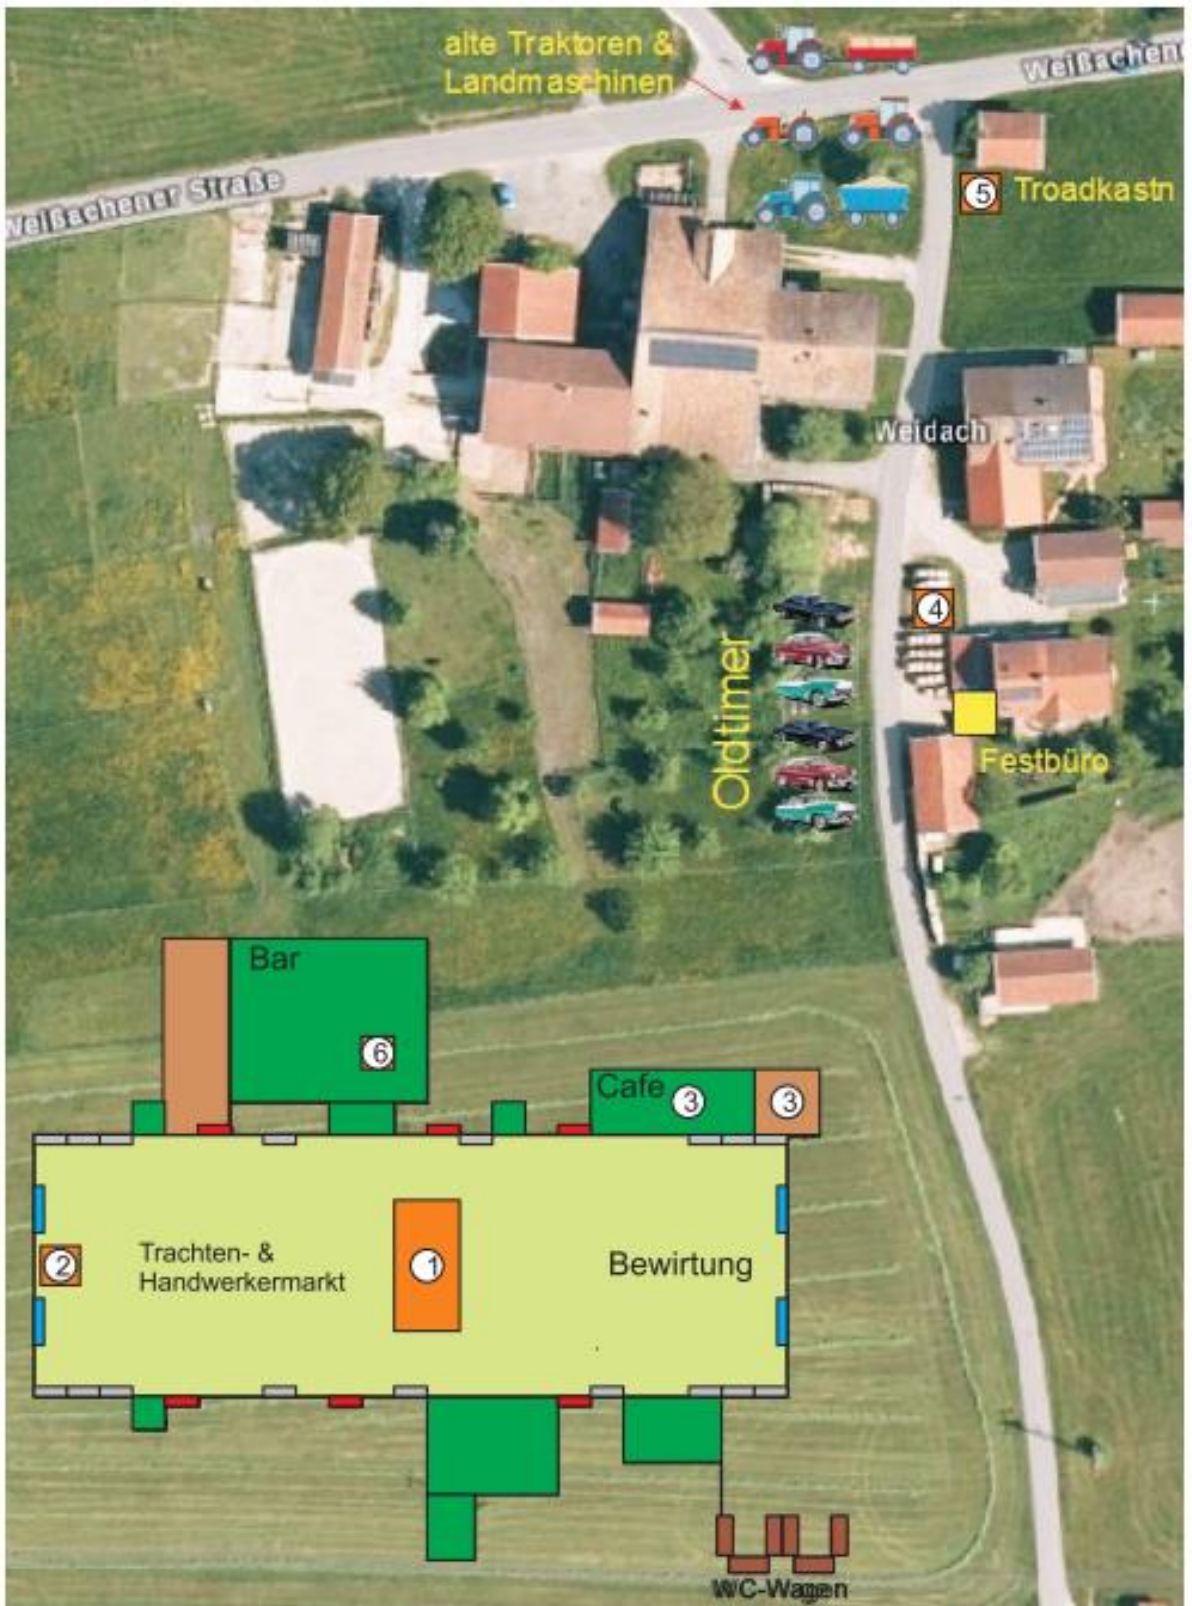 alte Traktoren &
Landmaschinen
Weißachene
Weißachener Straße
5
Troadkastn
Weidach
4
Oldtimer
Festbüro
Bar
6
Cafe
3
3
Trachten- &
Handwerkermarkt
2
1
Bewirtung
WC-Wagen